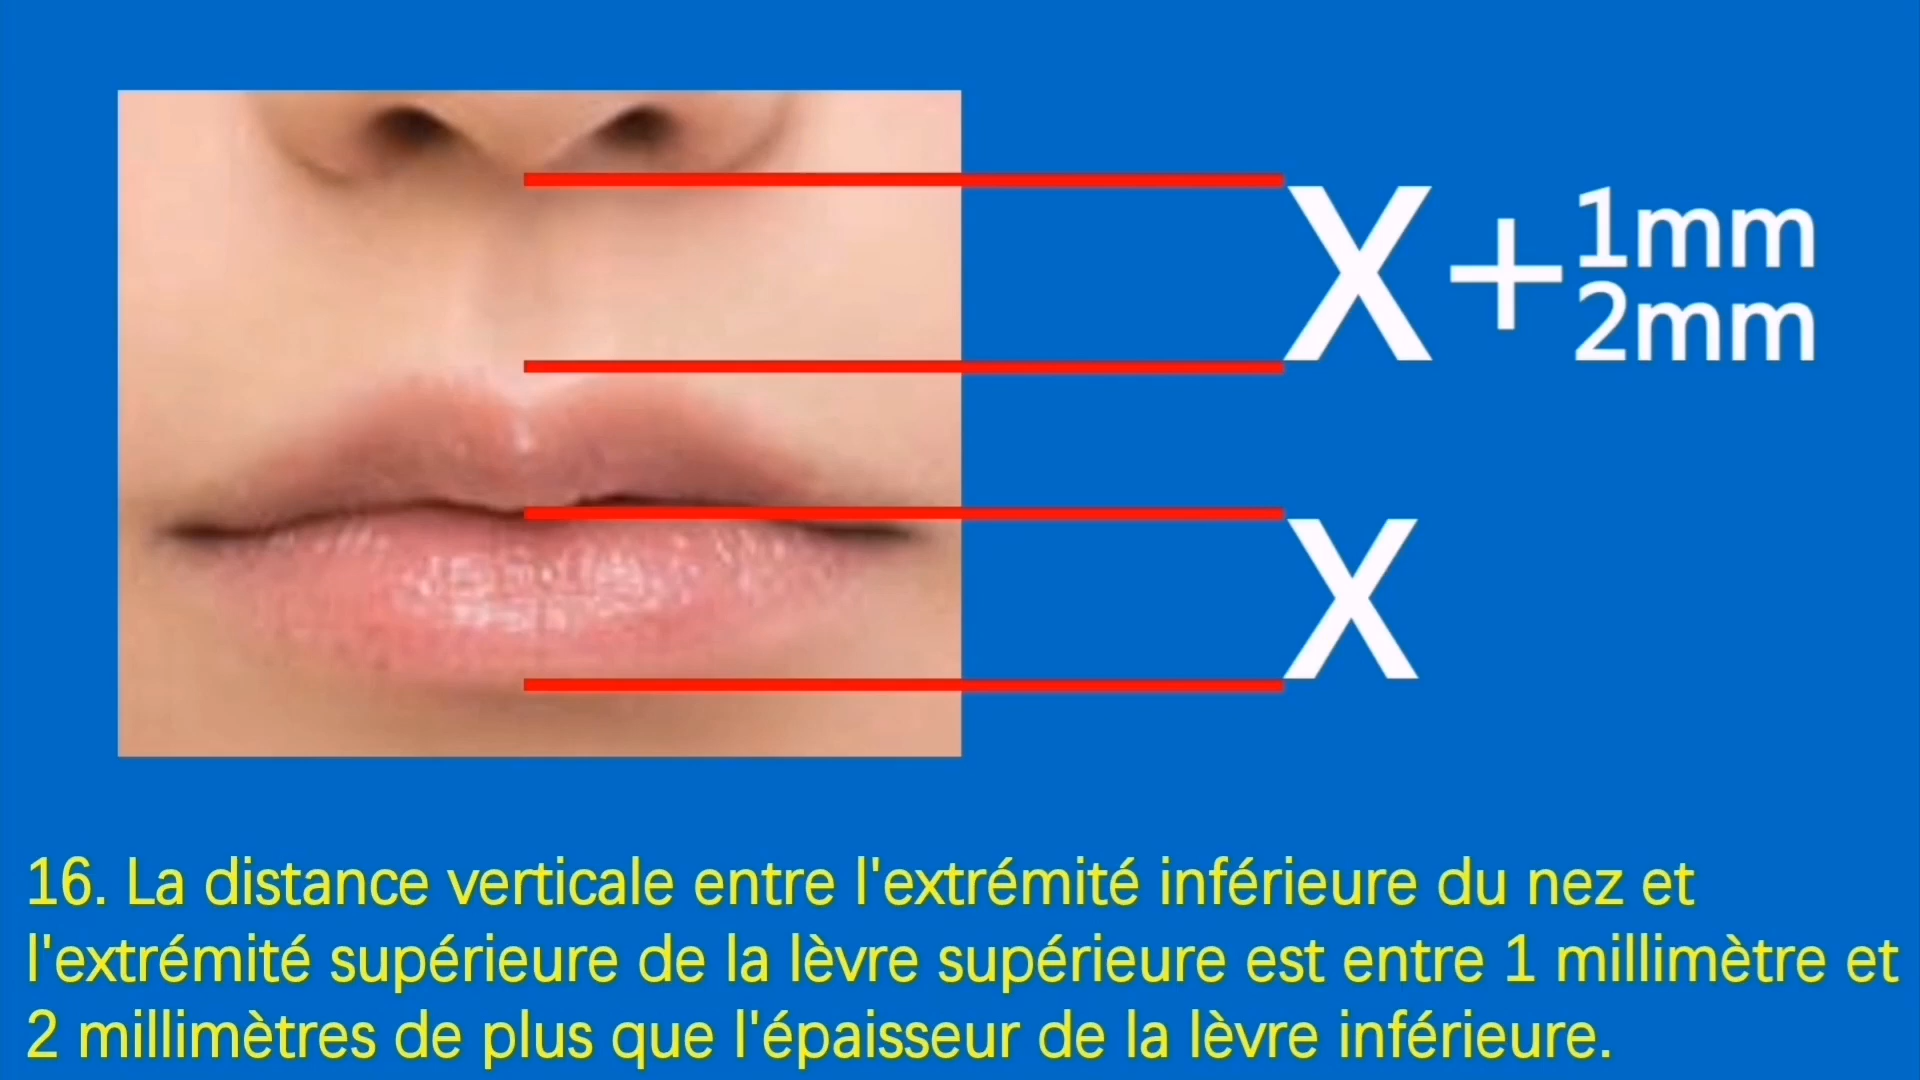 X+1mm
2mm
X
16. La distance verticale entre l'extrémité inférieure du nez et
l'extrémité supérieure de la lèvre supérieure est entre 1 millimètre et
2 millimètres de plus que l'épaisseur de la lèvre inférieure.